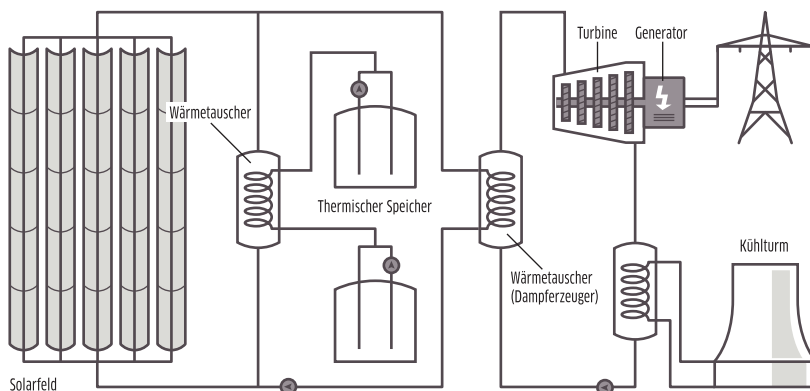 Turbine
Generator
Wärmetauscher
Thermischer Speicher
Wärmetauscher
(Dampferzeuger)
Kühlturm
Solarfeld